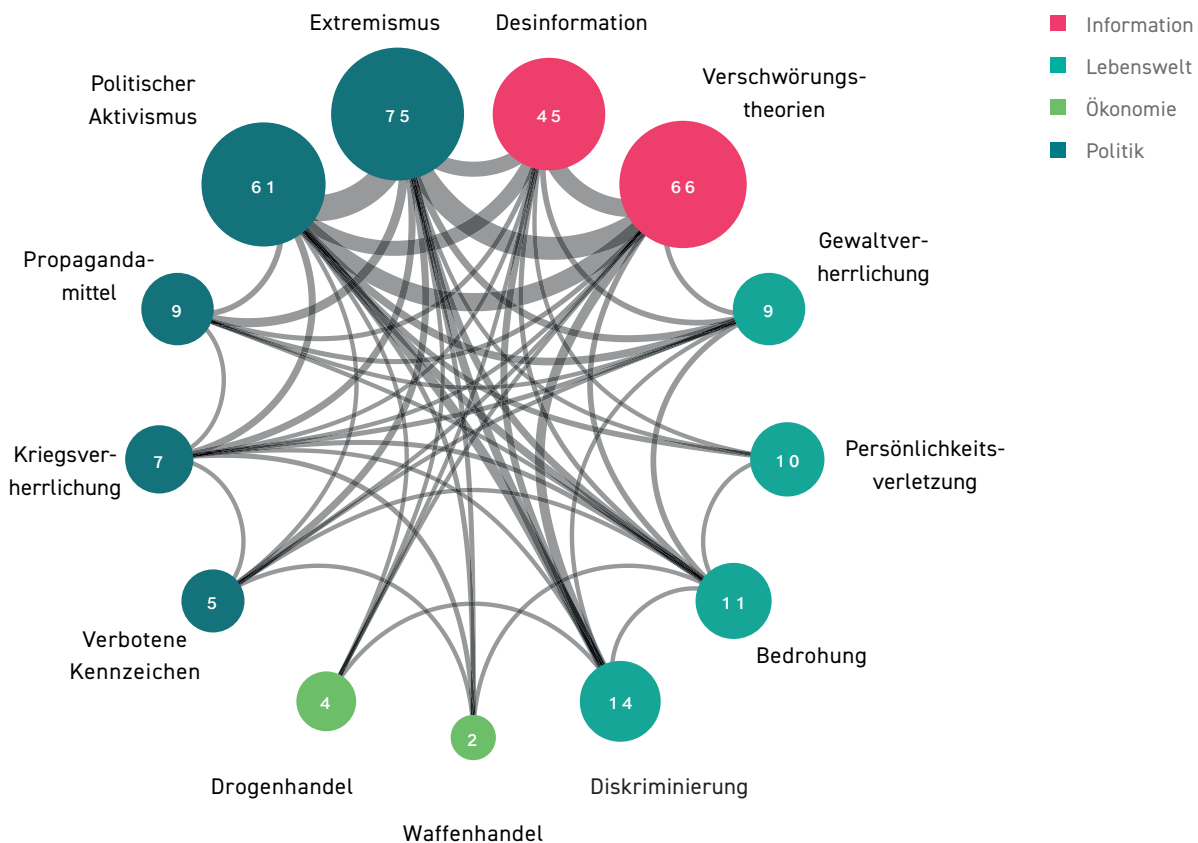 Extremismus
Desinformation
Information
Lebenswelt
Ökonomie
Politik
Politischer
Aktivismus
Verschwörungs-
theorien
75
45
61
66
Propaganda-
mittel
Gewaltver-
herrlichung
9
9
Kriegsver-
herrlichung
7
10
Persönlichkeits-
verletzung
5
11
Verbotene
Kennzeichen
Bedrohung
4
2
14
Drogenhandel
Diskriminierung
Waffenhandel